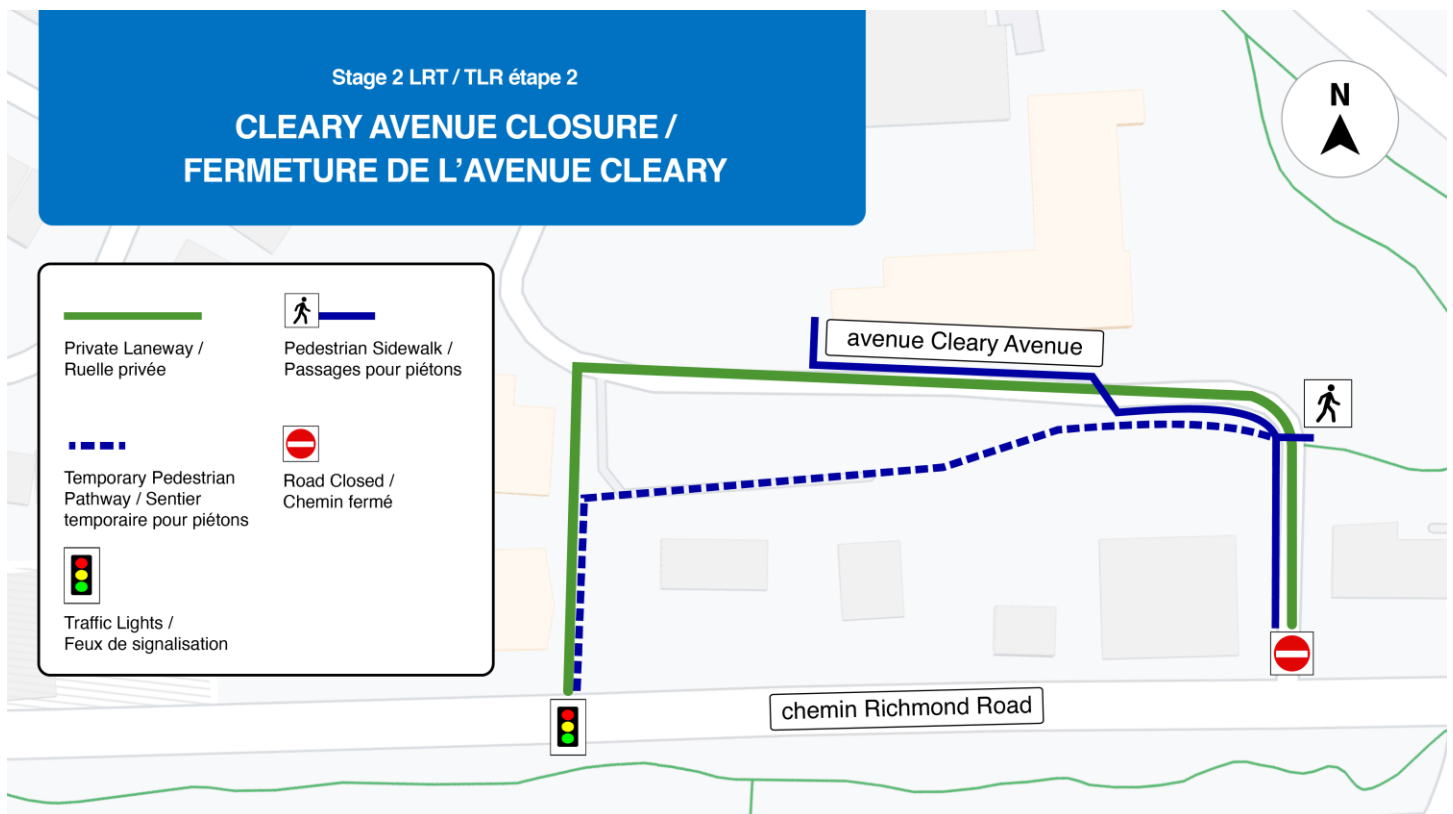 Stage 2 LRT / TLR étape 2
CLEARY AVENUE CLOSURE /
FERMETURE DE L'AVENUE CLEARY
N
Private Laneway /
Ruelle privée
Pedestrian Sidewalk /
Passages pour piétons
Temporary Pedestrian
Pathway / Sentier
temporaire pour piétons
Road Closed /
Chemin fermé
Traffic Lights /
Feux de signalisation
avenue Cleary Avenue
chemin Richmond Road